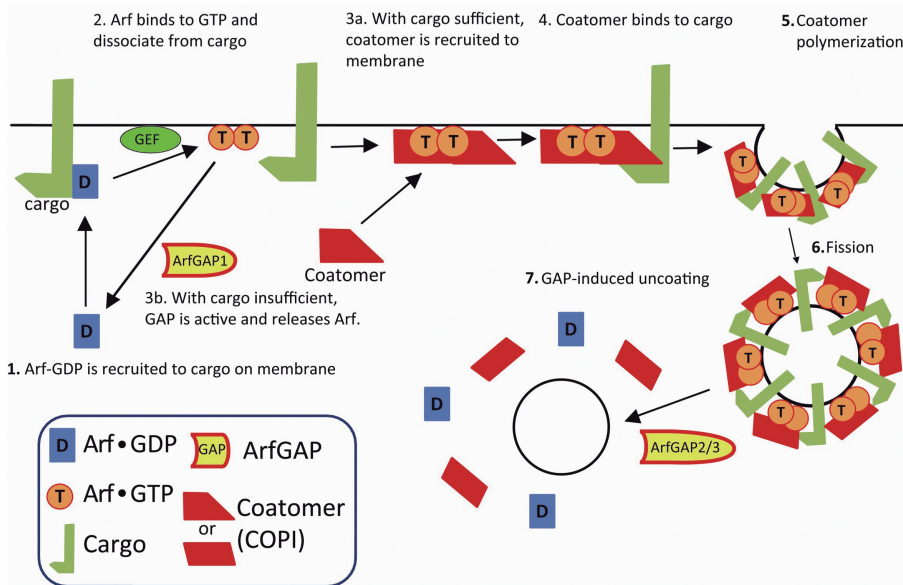 2. Arf binds to GTP and
dissociate from cargo
3a. With cargo sufficient,
coatomer is recruited to
membrane
4. Coatomer binds to cargo
5. Coatomer
polymerization
GEF
T T
T T
T T
D
cargo
T
T
T
ArfGAP1
Coatomer
6. Fission
3b. With cargo insufficient,
GAP is active and releases Arf.
7. GAP-induced uncoating
D
D
1. Arf-GDP is recruited to cargo on membrane
T
T
T
T
T
T
D
ArfGAP2/3
D
D Arf•GDP
GAP ArfGAP
T Arf•GTP
Coatomer
or
(COPI)
Cargo